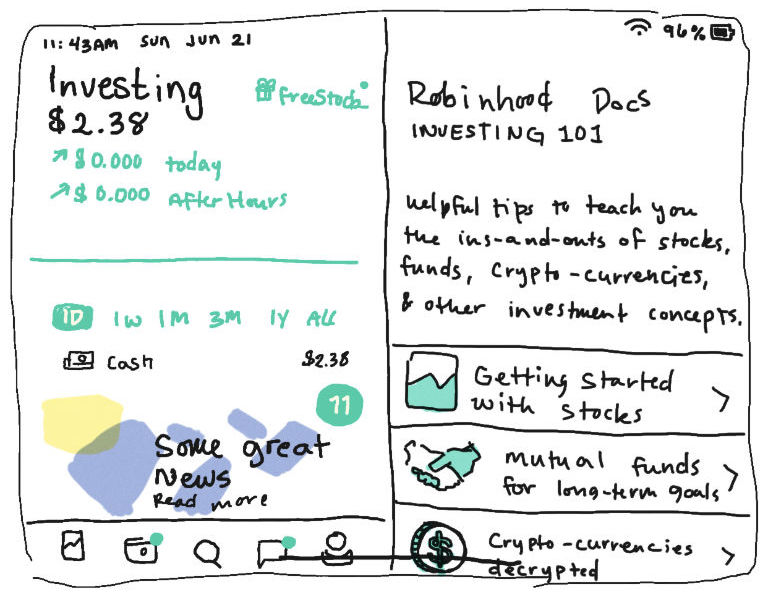 11:43AM Sun Jun 21
96%
Investing
$2.38
FreeStock
↗$0.000 today
↗$0.000 AfterHours
1D 1W 1M 3M 1Y ALL
Cash $2.38
11
Some great
News
Read more
Robinhood Docs
INVESTING 101
helpful tips to teach you
the ins-and-outs of stocks,
funds, Crypto-currencies,
& other investment concepts.
Getting Started
with Stocks
mutual funds
for long-term goals
$
Crypto-currencies
decrypted